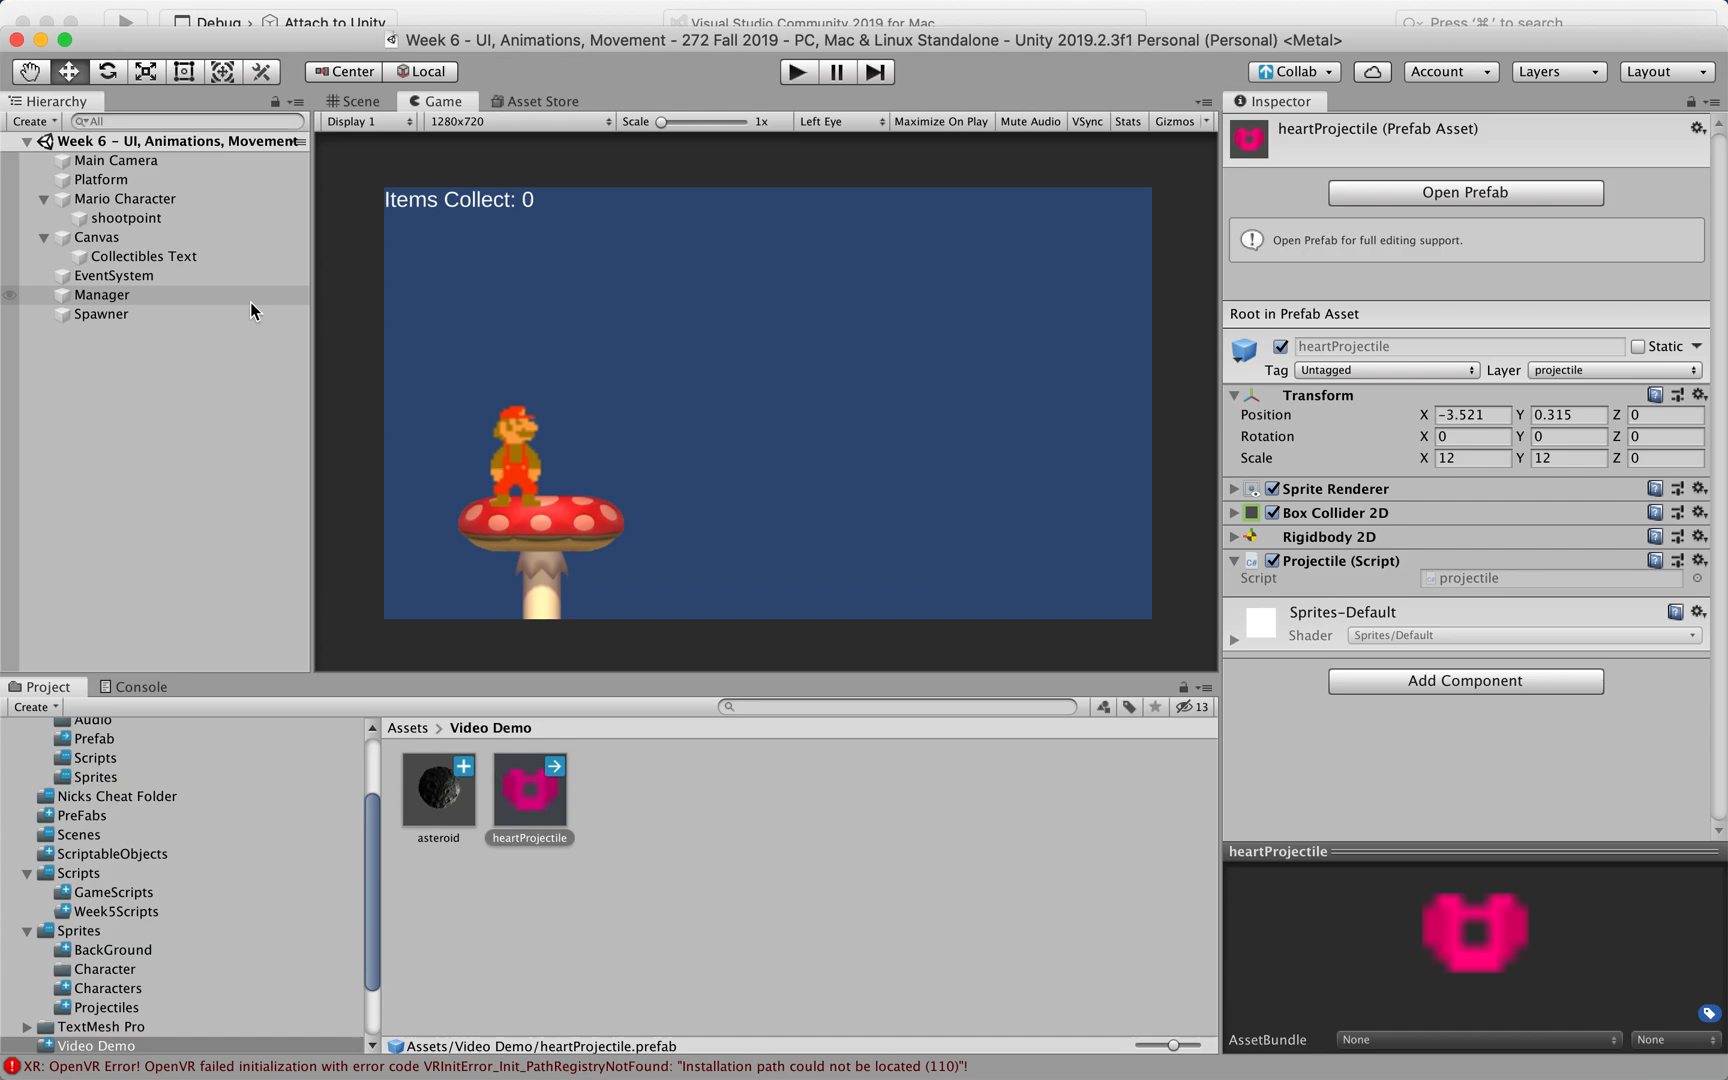 Debug
Attach to Unity
Visual Studio Community 2019 for Mac
Press '⌘.' to search
Week 6 - UI, Animations, Movement - 272 Fall 2019 - PC, Mac & Linux Standalone - Unity 2019.2.3f1 Personal (Personal) <Metal>
Center
Local
Collab
Account
Layers
Layout
Hierarchy
Scene
Game
Asset Store
Inspector
Create
All
Display 1
1280x720
Scale
1x
Left Eye
Maximize On Play
Mute Audio
VSync
Stats
Gizmos
Week 6 - UI, Animations, Movement
Main Camera
Platform
Mario Character
shootpoint
Canvas
Collectibles Text
EventSystem
Manager
Spawner
Items Collect: 0
heartProjectile (Prefab Asset)
Open Prefab
Open Prefab for full editing support.
Root in Prefab Asset
heartProjectile
Static
Tag
Untagged
Layer
projectile
Transform
Position
X
-3.521
Y
0.315
Z
0
Rotation
X
0
Y
0
Z
0
Scale
X
12
Y
12
Z
0
Sprite Renderer
Box Collider 2D
Rigidbody 2D
Projectile (Script)
Script
projectile
Sprites-Default
Shader
Sprites/Default
Add Component
Project
Console
Create
13
Audio
Prefab
Scripts
Sprites
Nicks Cheat Folder
PreFabs
Scenes
ScriptableObjects
Scripts
GameScripts
Week5Scripts
Sprites
BackGround
Character
Characters
Projectiles
TextMesh Pro
Video Demo
Assets > Video Demo
asteroid
heartProjectile
Assets/Video Demo/heartProjectile.prefab
heartProjectile
AssetBundle
None
None
XR: OpenVR Error! OpenVR failed initialization with error code VRInitError_Init_PathRegistryNotFound: "Installation path could not be located (110)"!